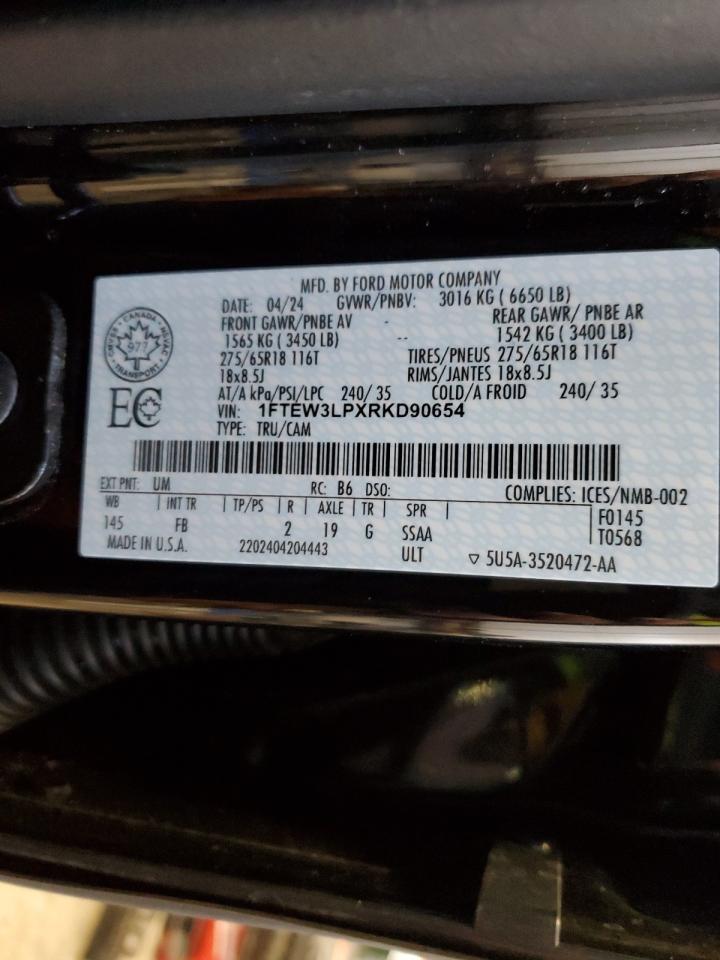 MFD. BY FORD MOTOR COMPANY
DATE: 04/24 GVWR/PNBV: 3016 KG ( 6650 LB)
FRONT GAWR/PNBE AV - REAR GAWR/ PNBE AR
1565 KG ( 3450 LB) -- 1542 KG ( 3400 LB)
275/65R18 116T TIRES/PNEUS 275/65R18 116T
18x8.5J RIMS/JANTES 18x8.5J
AT/A kPa/PSI/LPC 240/ 35 COLD/A FROID 240/ 35
VIN: 1FTEW3LPXRKD90654
TYPE: TRU/CAM
CANADA
977
TRANSPORT
EC
EXT PNT: UM RC: B6 DSO: COMPLIES: ICES/NMB-002
WB | INT TR | TP/PS | R | AXLE | TR | SPR | F0145
145 FB 2 19 G SSAA T0568
MADE IN U.S.A. 2202404204443 ULT ▽ 5U5A-3520472-AA